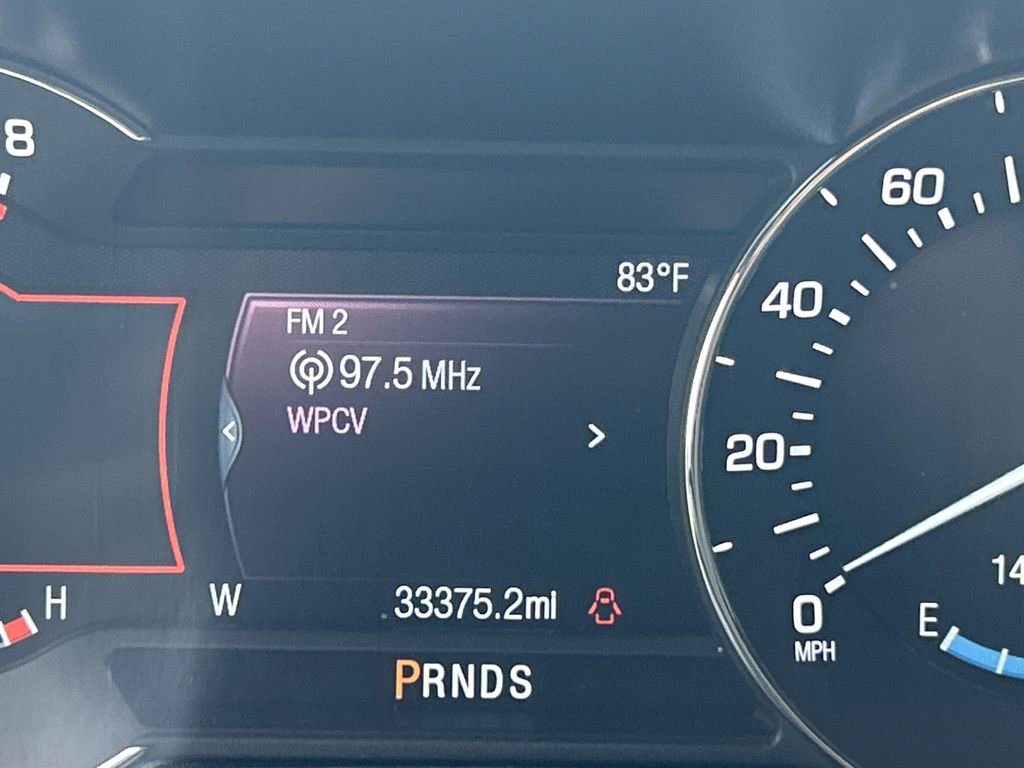 8
83°F
60
FM 2
40
97.5 MHz
WPCV
20
H
W
33375.2mi
14
0
E
MPH
PRNDS